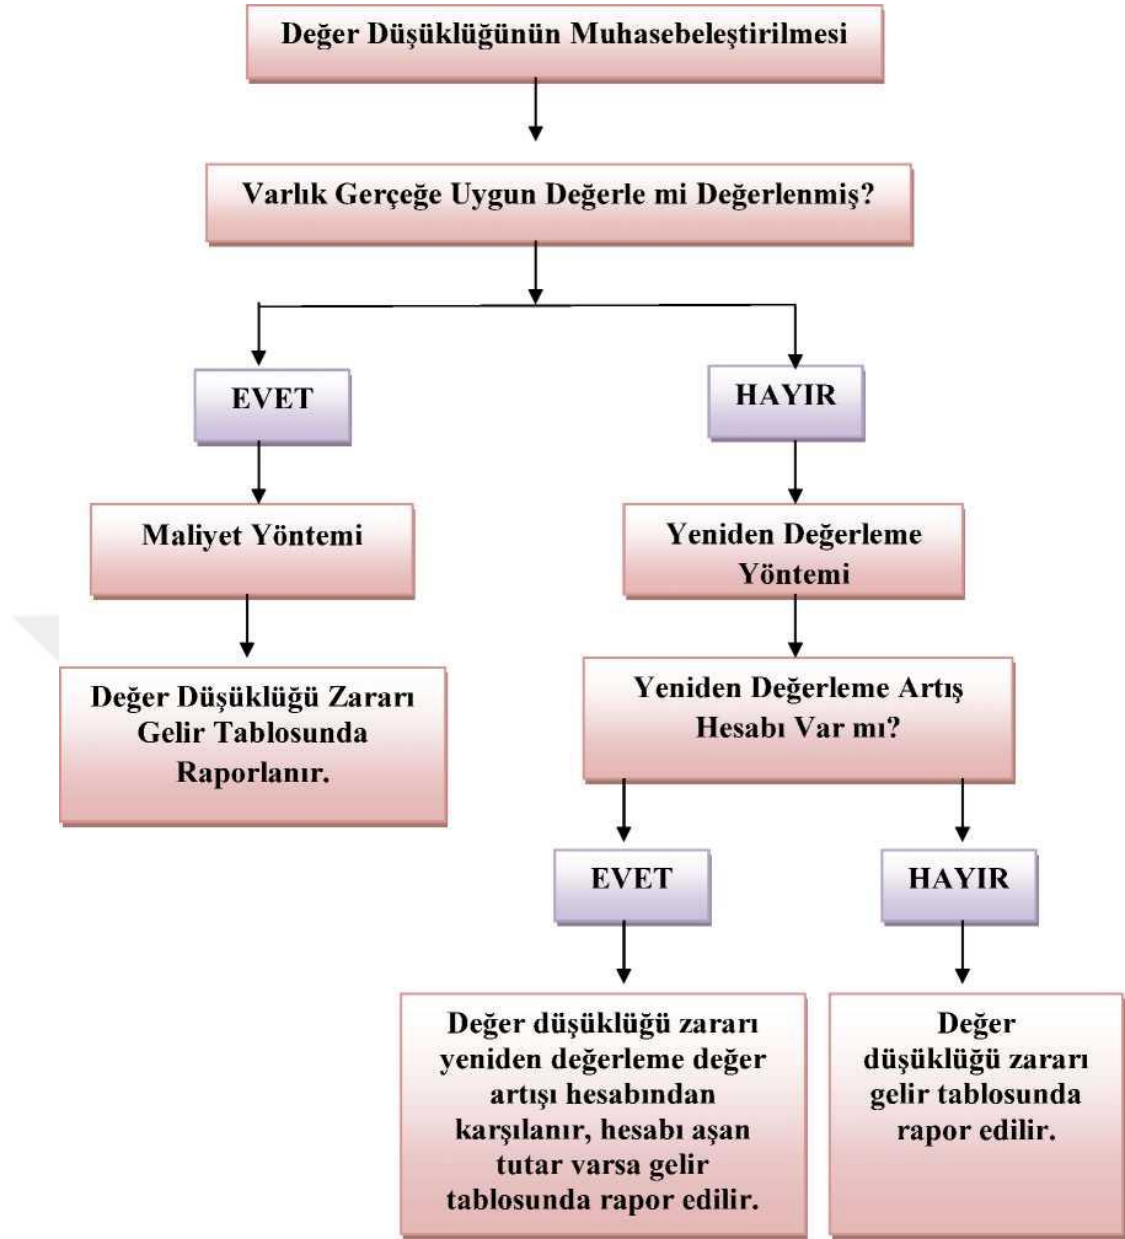 Değer Düşüklüğünün Muhasebeleştirilmesi
Varlık Gerçeğe Uygun Değerle mi Değerlenmiş?
EVET
HAYIR
Maliyet Yöntemi
Yeniden Değerleme
Yöntemi
Değer Düşüklüğü Zararı
Gelir Tablosunda
Raporlanır.
Yeniden Değerleme Artış
Hesabı Var mı?
EVET
HAYIR
Değer düşüklüğü zararı
yeniden değerleme değer
artışı hesabından
karşılanır, hesabı aşan
tutar varsa gelir
tablosunda rapor edilir.
Değer
düşüklüğü zararı
gelir tablosunda
rapor edilir.